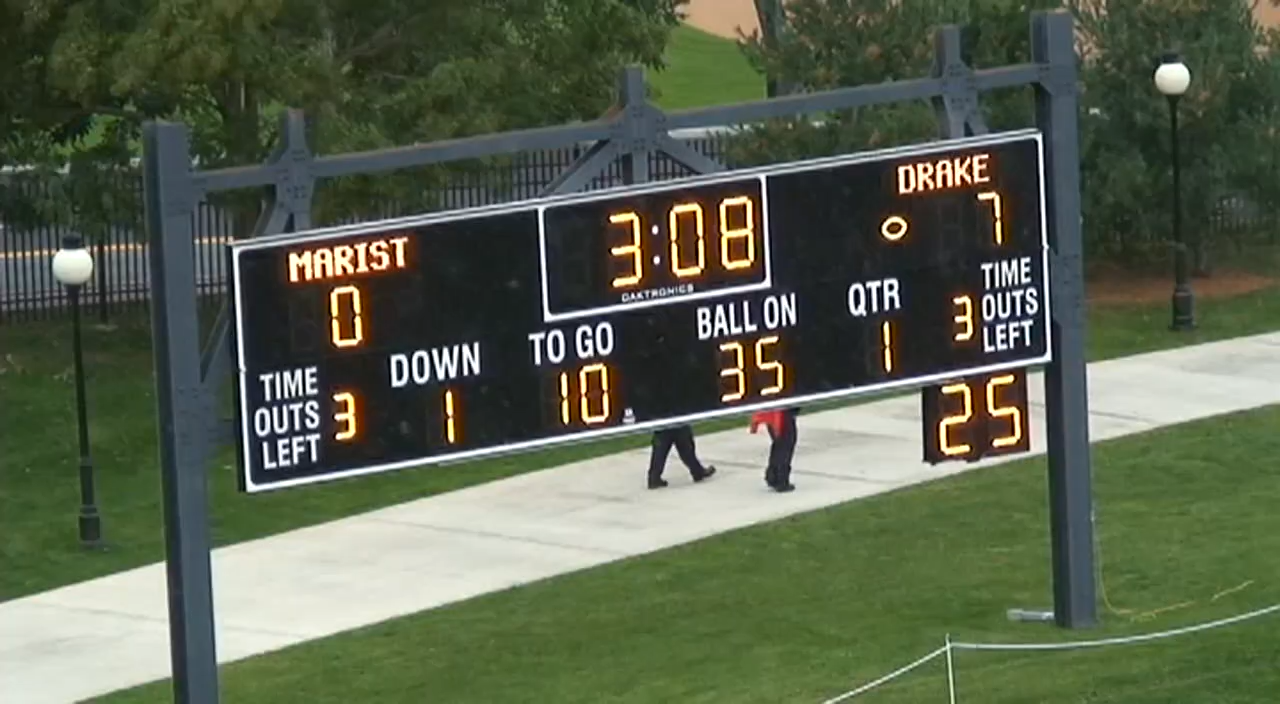 MARIST
0
3:08
DAKTRONICS
DRAKE
7
TIME
OUTS
LEFT
3
DOWN
1
TO GO
10
BALL ON
35
QTR
1
3
TIME
OUTS
LEFT
25